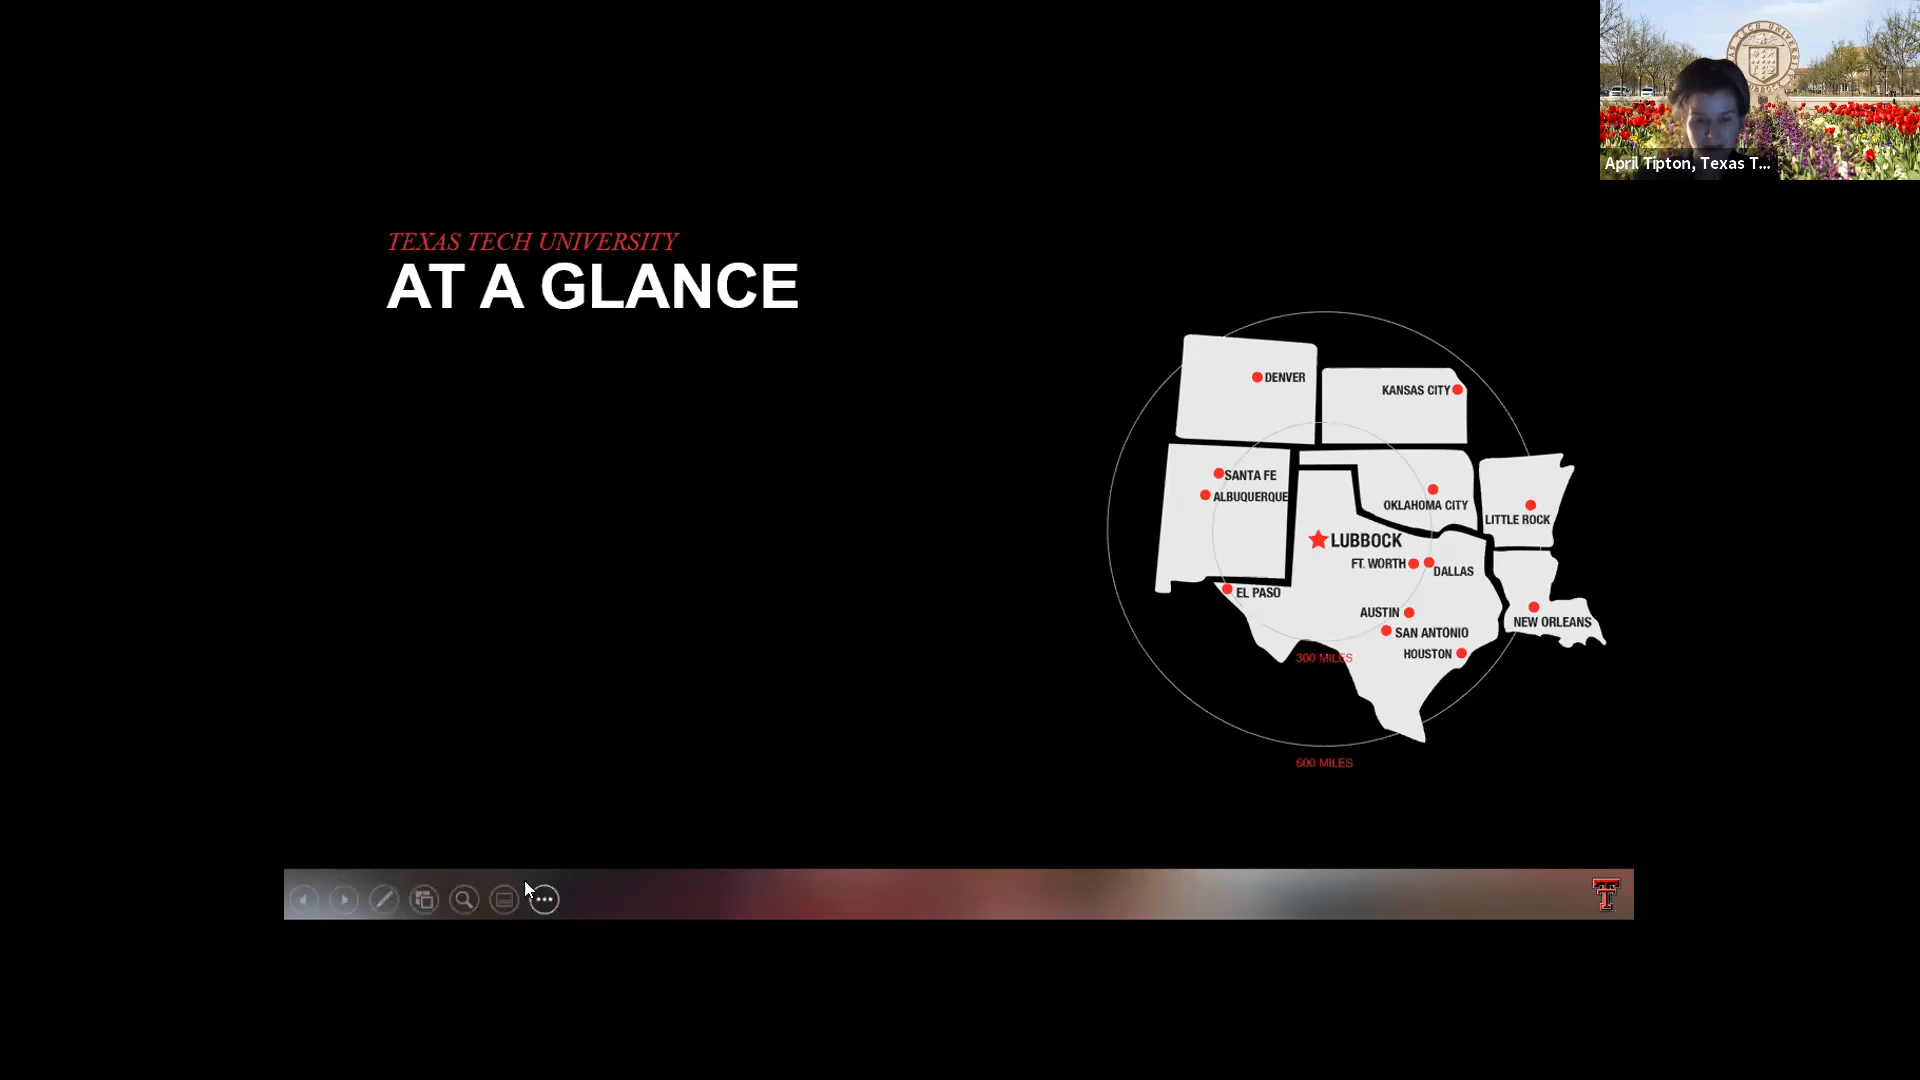 April Tipton, Texas T...
TEXAS TECH UNIVERSITY
AT A GLANCE
DENVER
KANSAS CITY
SANTA FE
ALBUQUERQUE
OKLAHOMA CITY
LITTLE ROCK
LUBBOCK
FT. WORTH
DALLAS
EL PASO
AUSTIN
NEW ORLEANS
SAN ANTONIO
HOUSTON
300 MILES
600 MILES